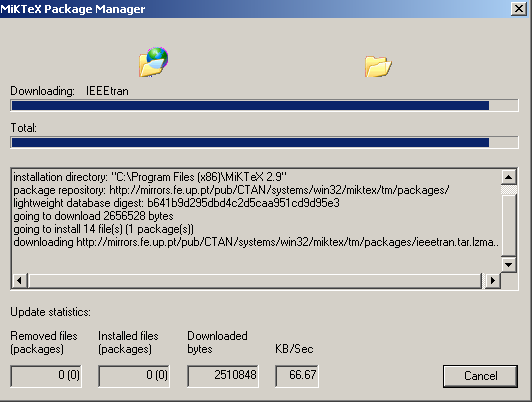 MiKTeX Package Manager
Downloading: IEEEtran
Total:
installation directory: "C:\Program Files (x86)\MiKTeX 2.9"
package repository: http://mirrors.fe.up.pt/pub/CTAN/systems/win32/miktex/tm/packages/
lightweight database digest: b641b9d295dbd4c2d5caa951cd9d95e3
going to download 2656528 bytes
going to install 14 file(s) (1 package(s))
downloading http://mirrors.fe.up.pt/pub/CTAN/systems/win32/miktex/tm/packages/ieeetran.tar.lzma...
Update statistics:
Removed files (packages)
Installed files (packages)
Downloaded bytes
KB/Sec
0 (0)
0 (0)
2510848
66.67
Cancel